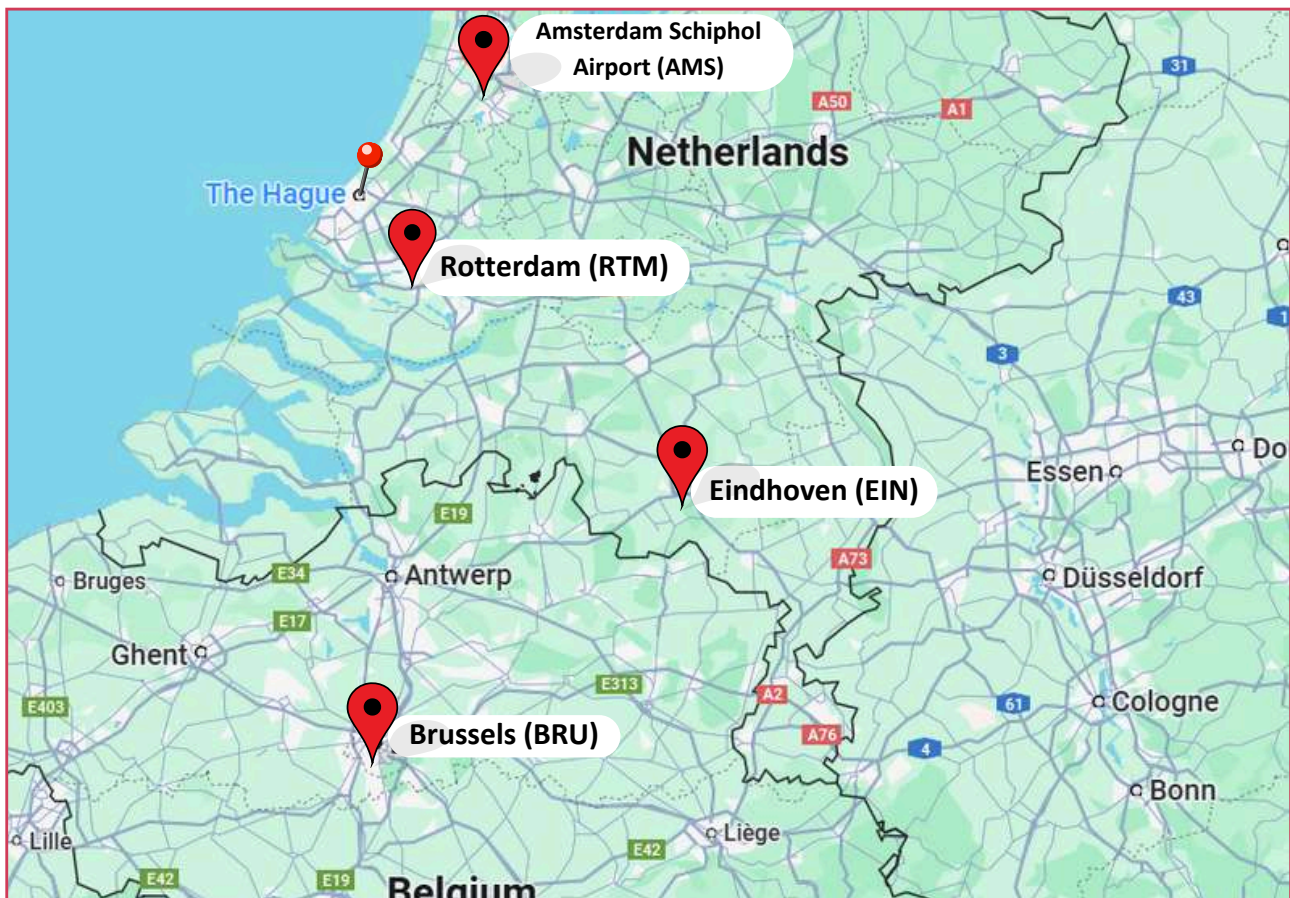 Amsterdam Schiphol
Airport (AMS)
31
A50
A1
Netherlands
The Hague
Rotterdam (RTM)
43
1
3
Do
Essen
Eindhoven (EIN)
E19
A73
E34
Antwerp
Bruges
Düsseldorf
E17
Ghent
E313
A2
E403
61
Cologne
Brussels (BRU)
A76
4
Bonn
Lille
Liège
E42
E42
E19
Belgium